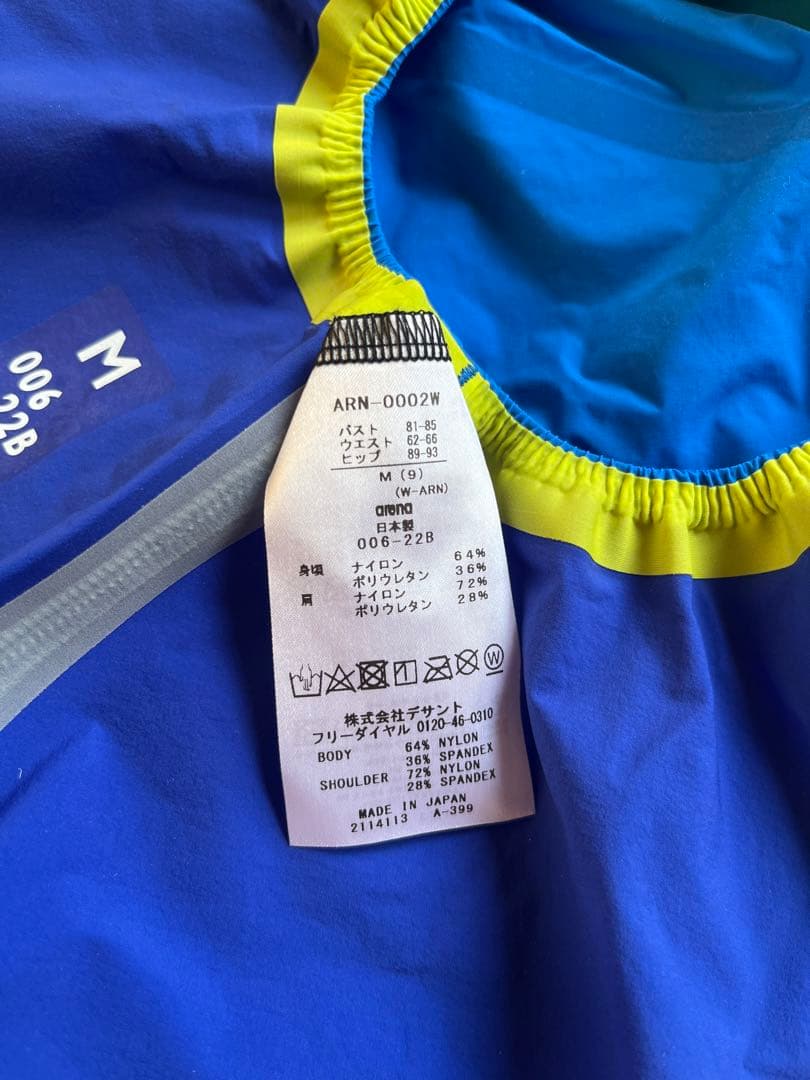 M
006
22B
ARN-0002W
バスト 81-85
ウエスト 62-66
ヒップ 89-93
M (9)
(W-ARN)
arena
日本製
006-22B
身頃 ナイロン 64%
ポリウレタン 36%
肩 ナイロン 72%
ポリウレタン 28%
W
株式会社デサント
フリーダイヤル 0120-46-0310
BODY 64% NYLON
36% SPANDEX
SHOULDER 72% NYLON
28% SPANDEX
MADE IN JAPAN
2114113 A-399